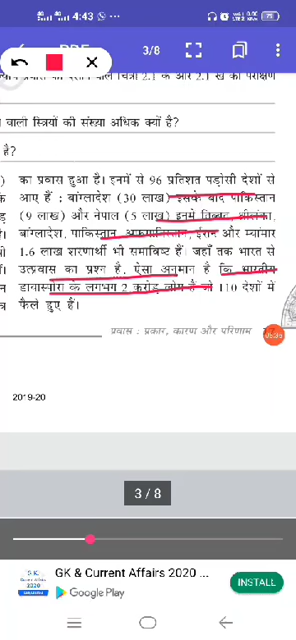 4:43
79
3/8
वाली स्त्रियों की संख्या अधिक क्यों है?
है?
का प्रवास हुआ है। इनमें से 96 प्रतिशत पड़ोसी देशों से
आए हैं : बांग्लादेश (30 लाख) इसके बाद पाकिस्तान
(9 लाख) और नेपाल (5 लाख) इनमें तिब्बत, श्रीलंका,
बांग्लादेश, पाकिस्तान, अफगानिस्तान, ईरान और म्यांमार
1.6 लाख शरणार्थी भी समाविष्ट हैं। जहाँ तक भारत से
उत्प्रवास का प्रश्न है, ऐसा अनुमान है कि भारतीय
डायास्पोरा के लगभग 2 करोड़ लोग हैं जो 110 देशों में
फैले हुए हैं।
प्रवास : प्रकार, कारण और परिणाम
2019-20
3 / 8
GK & Current Affairs 2020 ...
Google Play
INSTALL